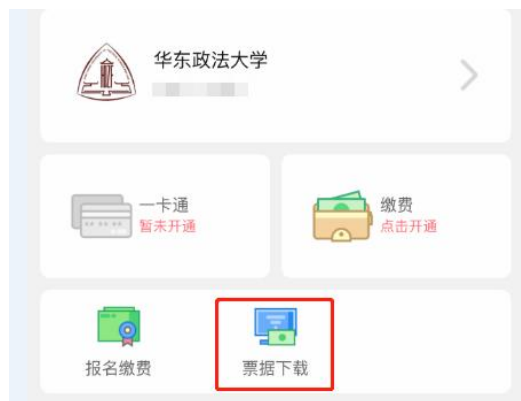 华东政法大学
一卡通
暂未开通
缴费
点击开通
报名缴费
票据下载